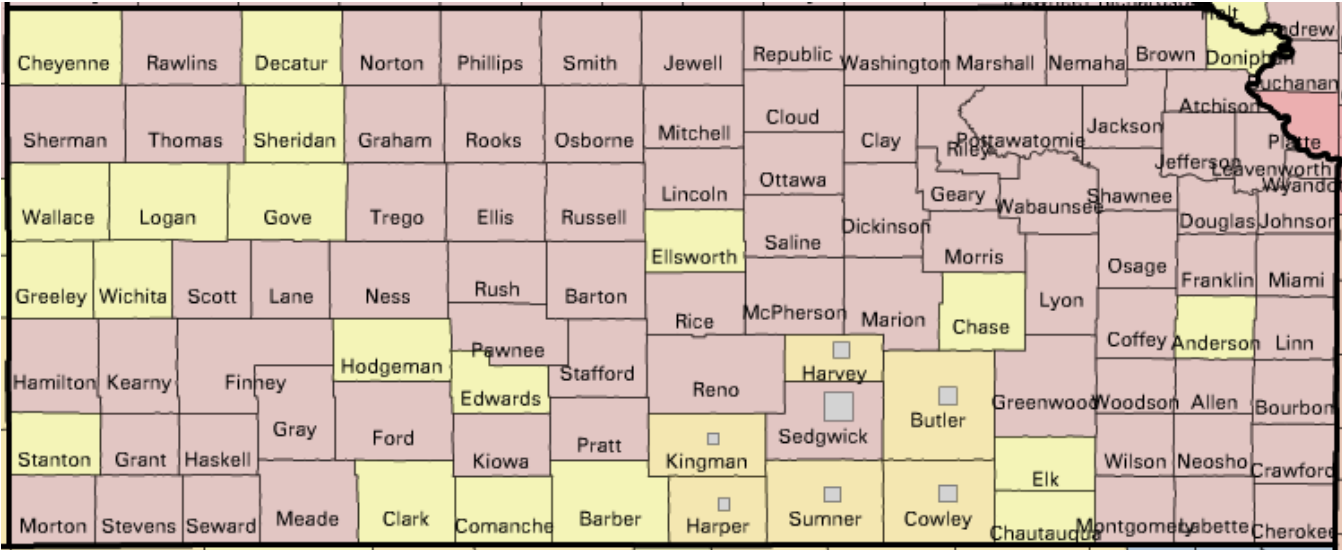 Holt
Andrew
Cheyenne
Rawlins
Decatur
Norton
Phillips
Smith
Jewell
Republic
Washington
Marshall
Nemaha
Brown
Doniphan
Buchanan
Sherman
Thomas
Sheridan
Graham
Rooks
Osborne
Mitchell
Cloud
Clay
Riley
Pottawatomie
Jackson
Atchison
Platte
Jefferson
Leavenworth
Wyando
Wallace
Logan
Gove
Trego
Ellis
Russell
Lincoln
Ottawa
Saline
Dickinson
Geary
Wabaunsee
Shawnee
Douglas
Johnson
Ellsworth
Morris
Osage
Franklin
Miami
Greeley
Wichita
Scott
Lane
Ness
Rush
Barton
Rice
McPherson
Marion
Chase
Lyon
Coffey
Anderson
Linn
Hamilton
Kearny
Finney
Hodgeman
Pawnee
Edwards
Stafford
Reno
Harvey
Sedgwick
Butler
Greenwood
Woodson
Allen
Bourbon
Stanton
Grant
Haskell
Gray
Ford
Kiowa
Pratt
Kingman
Elk
Wilson
Neosho
Crawford
Morton
Stevens
Seward
Meade
Clark
Comanche
Barber
Harper
Sumner
Cowley
Chautauqua
Montgomery
Labette
Cherokee